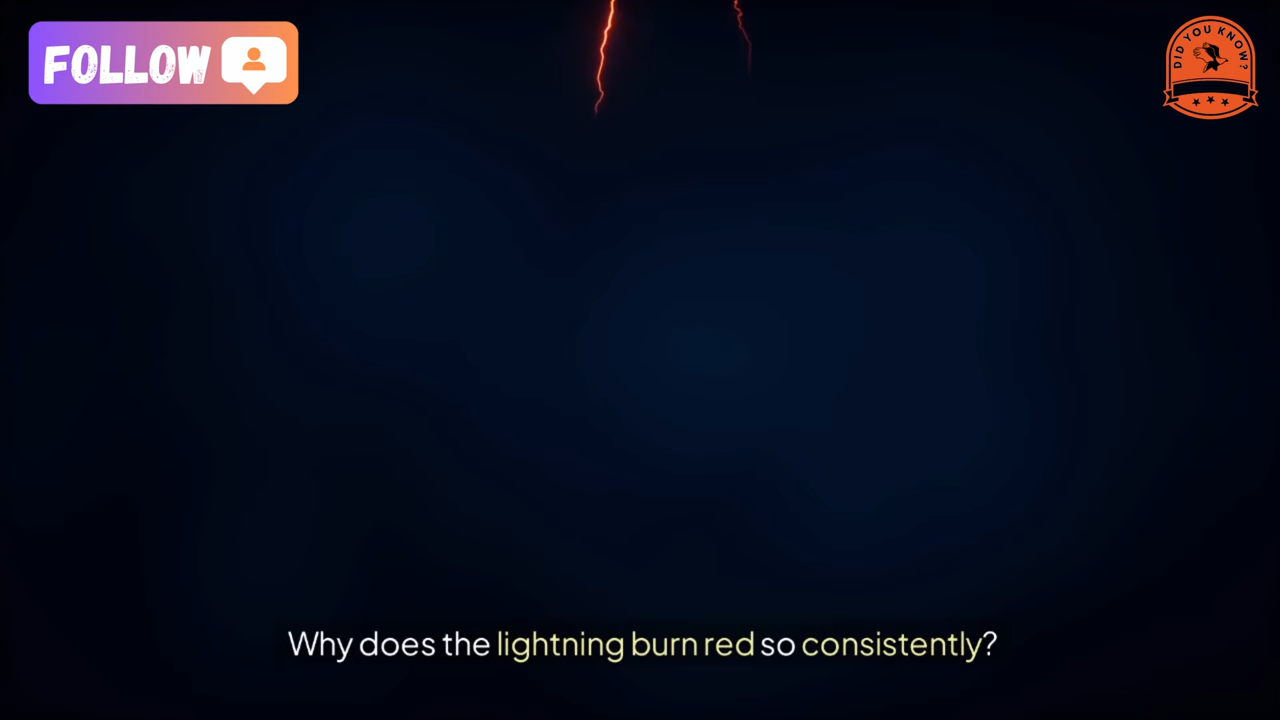 FOLLOW
DID YOU KNOW?
Why does the lightning burn red so consistently?